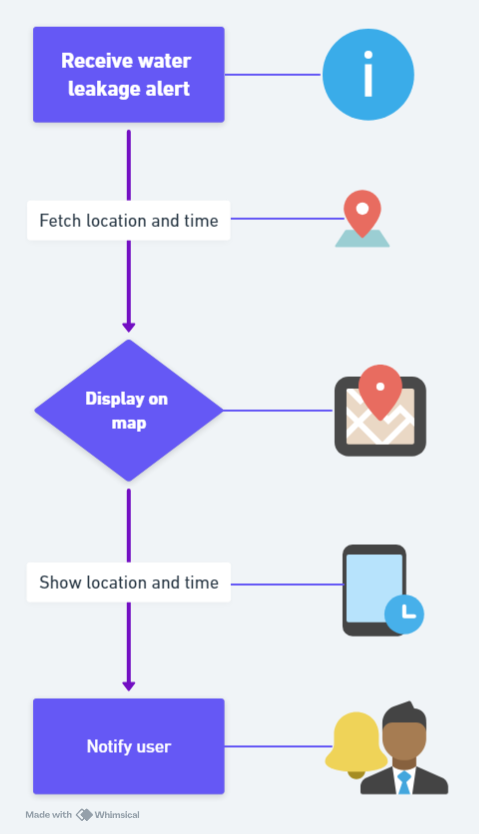 Receive water
leakage alert
i
Fetch location and time
Display on
map
Show location and time
Notify user
Made with Whimsical